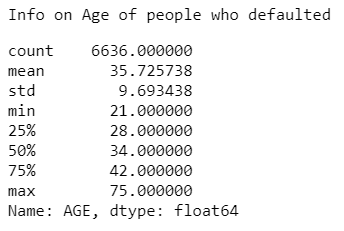 Info on Age of people who defaulted
count 6636.000000
mean 35.725738
std 9.693438
min 21.000000
25% 28.000000
50% 34.000000
75% 42.000000
max 75.000000
Name: AGE, dtype: float64